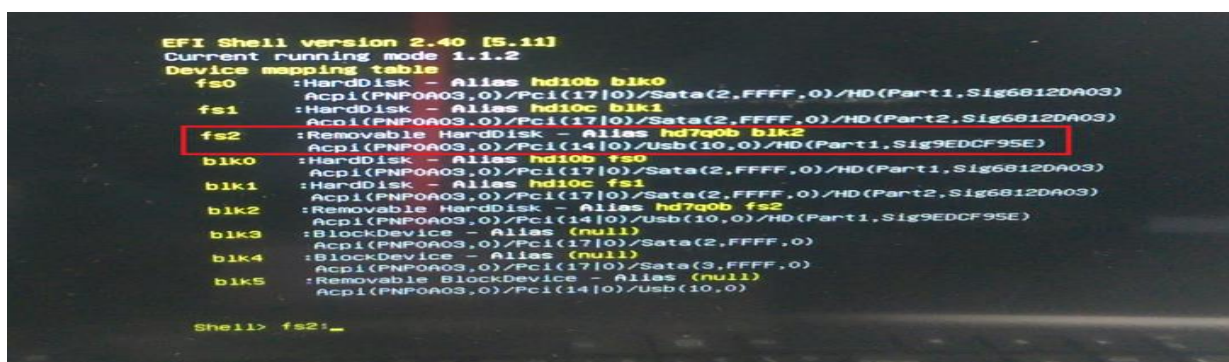 EFI Shell version 2.40 [5.11]
Current running mode 1.1.2
Device mapping table
fs0 :HardDisk - Alias hd10b blk0
Acpi(PNP0A03,0)/Pci(17|0)/Sata(2,FFFF,0)/HD(Part1,Sig6812DA03)
fs1 :HardDisk - Alias hd10c blk1
Acpi(PNP0A03,0)/Pci(17|0)/Sata(2,FFFF,0)/HD(Part2,Sig6812DA03)
fs2 :Removable HardDisk - Alias hd7q0b blk2
Acpi(PNP0A03,0)/Pci(14|0)/Usb(10,0)/HD(Part1,Sig9EDCF95E)
blk0 :HardDisk - Alias hd10b fs0
Acpi(PNP0A03,0)/Pci(17|0)/Sata(2,FFFF,0)/HD(Part1,Sig6812DA03)
blk1 :HardDisk - Alias hd10c fs1
Acpi(PNP0A03,0)/Pci(17|0)/Sata(2,FFFF,0)/HD(Part2,Sig6812DA03)
blk2 :Removable HardDisk - Alias hd7q0b fs2
Acpi(PNP0A03,0)/Pci(14|0)/Usb(10,0)/HD(Part1,Sig9EDCF95E)
blk3 :BlockDevice - Alias (null)
Acpi(PNP0A03,0)/Pci(17|0)/Sata(2,FFFF,0)
blk4 :BlockDevice - Alias (null)
Acpi(PNP0A03,0)/Pci(17|0)/Sata(3,FFFF,0)
blk5 :Removable BlockDevice - Alias (null)
Acpi(PNP0A03,0)/Pci(14|0)/Usb(10,0)
Shell> fs2:_